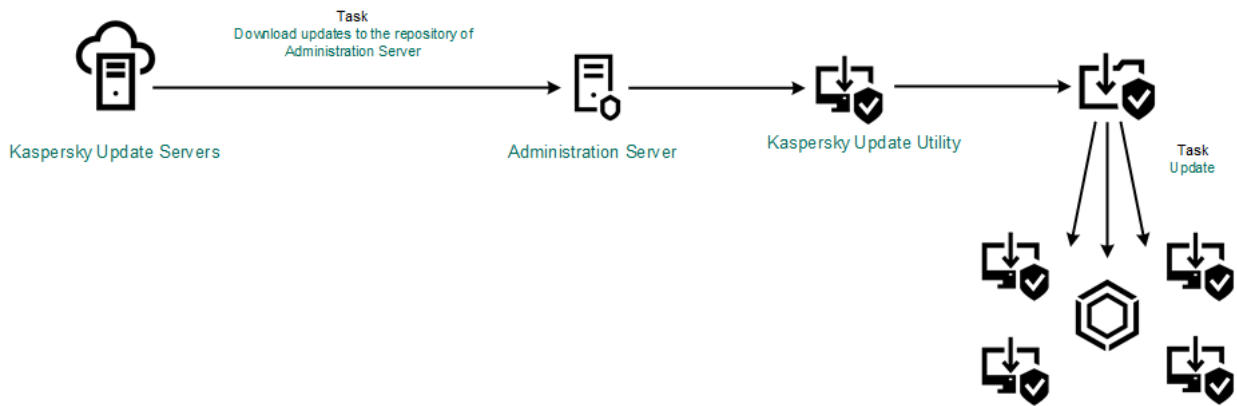 Task
Download updates to the repository of
Administration Server
Kaspersky Update Servers
Administration Server
Kaspersky Update Utility
Task
Update